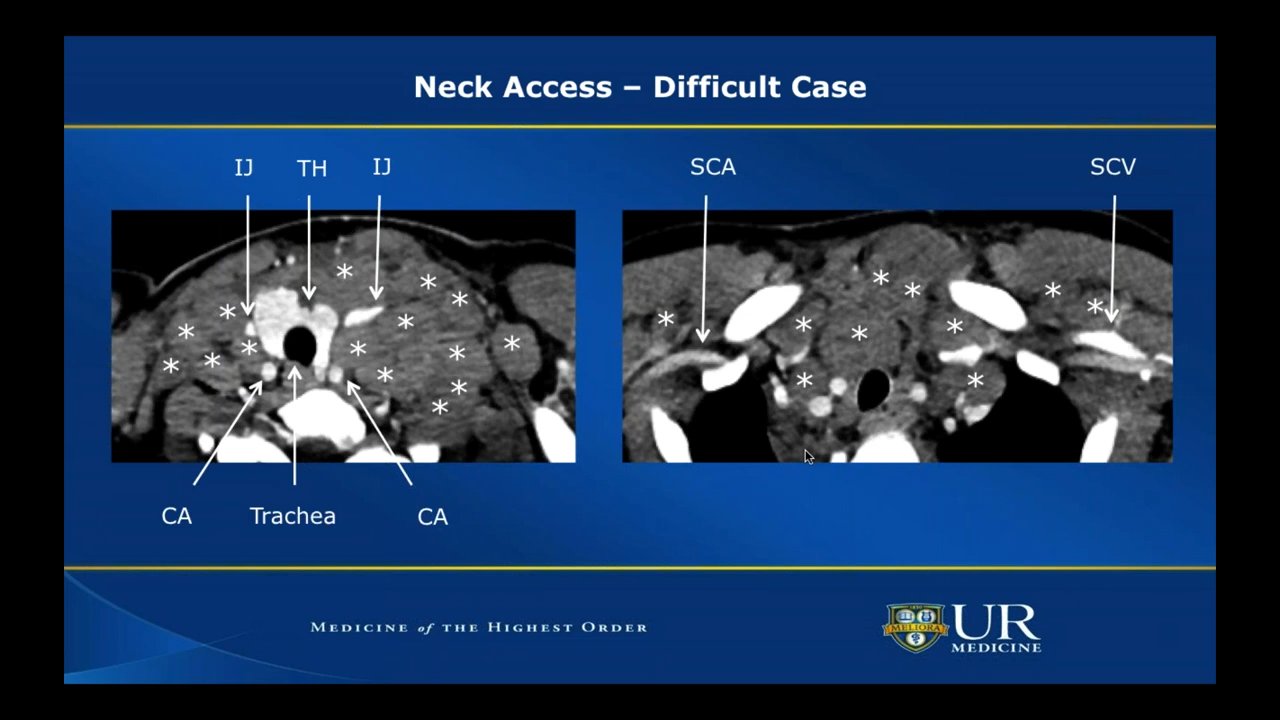 Neck Access – Difficult Case
IJ TH IJ
SCA SCV
* * * * * * * * * * * * * * * *
* * * * * * * * * *
CA Trachea CA
MEDICINE of THE HIGHEST ORDER
MELIORA
UR
MEDICINE